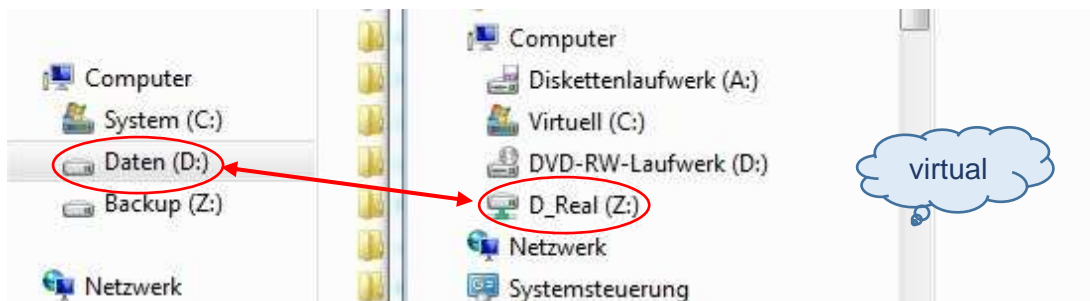 Computer
System (C:)
Daten (D:)
Backup (Z:)
Netzwerk
Computer
Diskettenlaufwerk (A:)
Virtuell (C:)
DVD-RW-Laufwerk (D:)
D_Real (Z:)
Netzwerk
Systemsteuerung
virtual